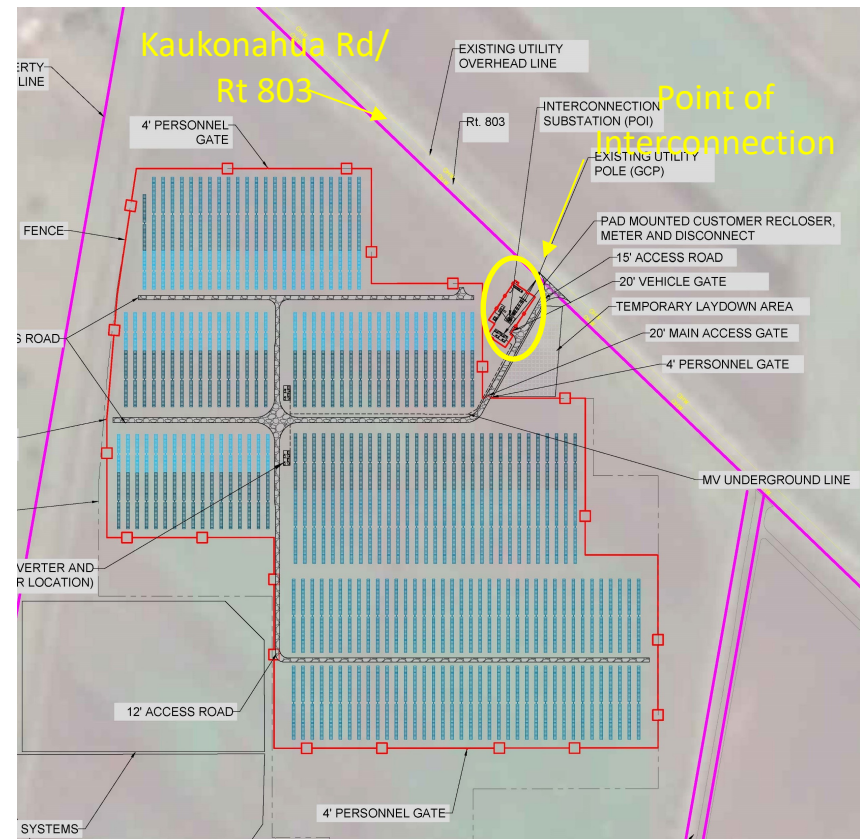 Kaukonahua Rd/
Rt 803
EXISTING UTILITY
OVERHEAD LINE
ERTY
LINE
INTERCONNECTION
SUBSTATION (POI)
Point of
Interconnection
Rt. 803
4' PERSONNEL
GATE
EXISTING UTILITY
POLE (GCP)
PAD MOUNTED CUSTOMER RECLOSER,
METER AND DISCONNECT
FENCE
15' ACCESS ROAD
20' VEHICLE GATE
TEMPORARY LAYDOWN AREA
S ROAD
20' MAIN ACCESS GATE
4' PERSONNEL GATE
MV UNDERGROUND LINE
VERTER AND
R LOCATION)
12' ACCESS ROAD
4' PERSONNEL GATE
SYSTEMS